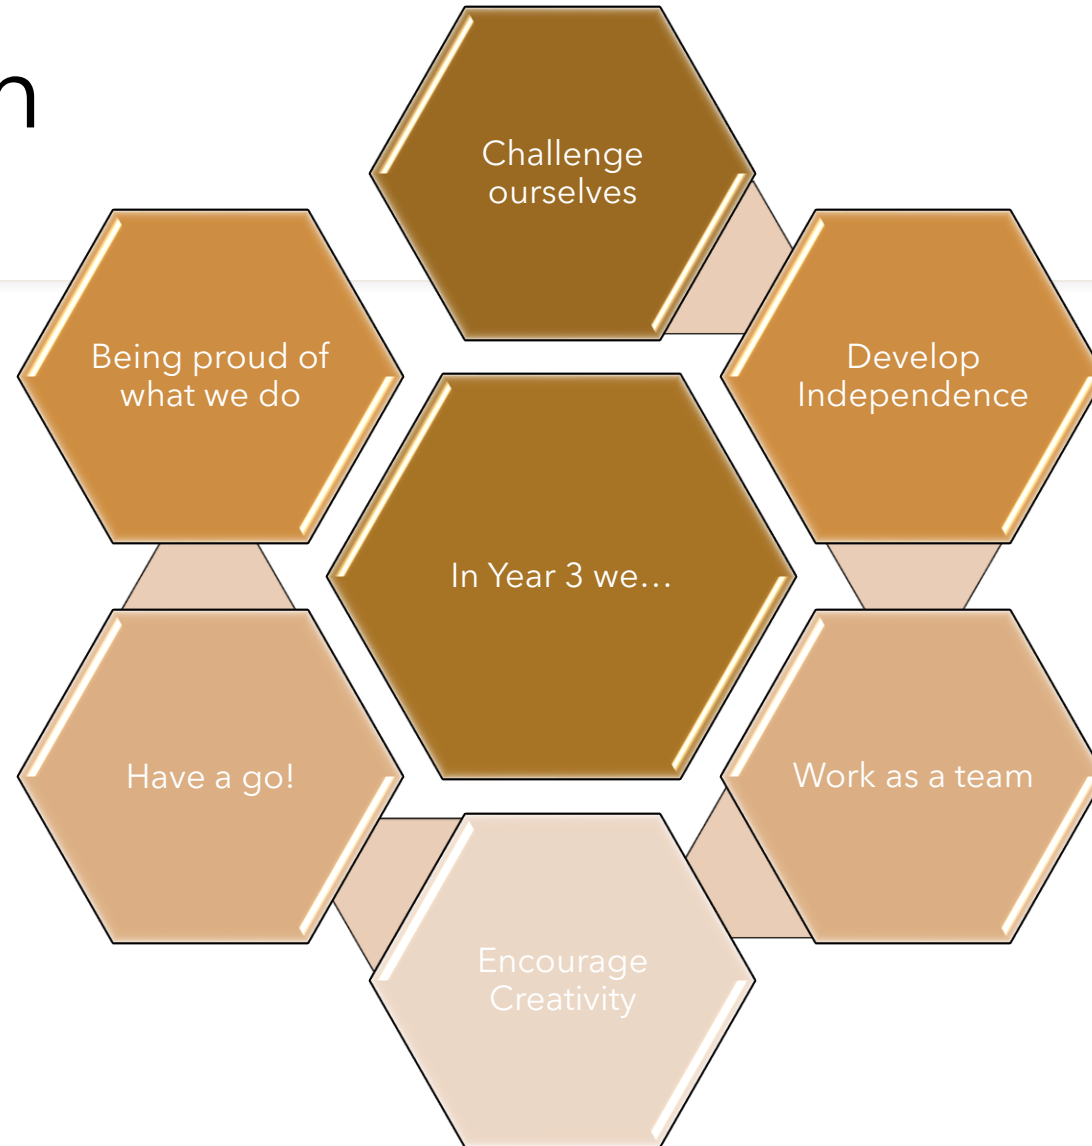 n
Challenge
ourselves
Being proud of
what we do
Develop
Independence
In Year 3 we…
Have a go!
Work as a team
Encourage
Creativity